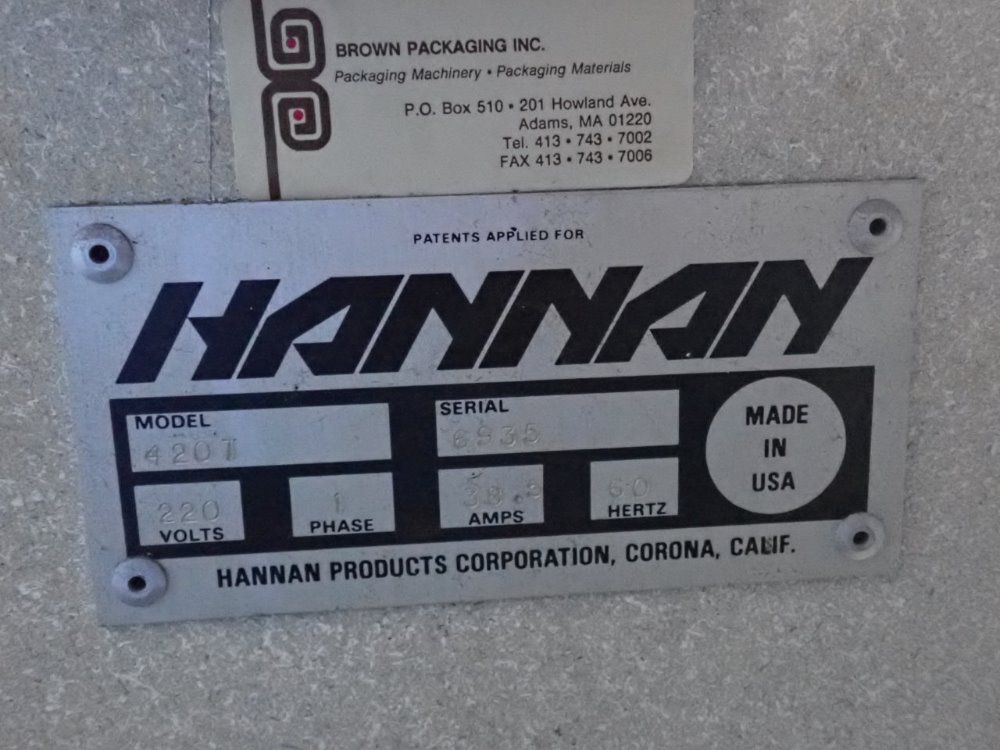 BROWN PACKAGING INC.
Packaging Machinery • Packaging Materials
P.O. Box 510 • 201 Howland Ave.
Adams, MA 01220
Tel. 413 • 743 • 7002
FAX 413 • 743 • 7006
PATENTS APPLIED FOR
HANNAN
MODEL
420T
SERIAL
6935
MADE
IN
USA
220
VOLTS
1
PHASE
AMPS
60
HERTZ
HANNAN PRODUCTS CORPORATION, CORONA, CALIF.